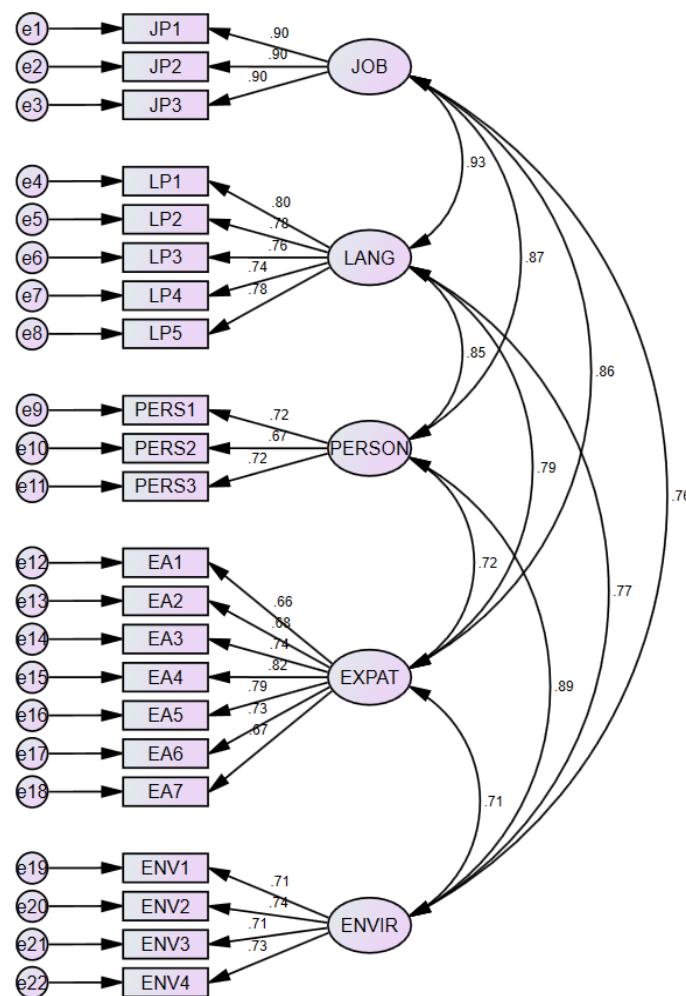 e1 JP1 .90
e2 JP2 .90 JOB
e3 JP3 .90
.93
e4 LP1 .80
e5 LP2 .78
e6 LP3 .76 LANG .87
e7 LP4 .74
e8 LP5 .78
.85
.86
e9 PERS1 .72
e10 PERS2 .67 PERSON
e11 PERS3 .72
.79
.76
e12 EA1 .66 .72
e13 EA2 .68 .77
e14 EA3 .74
e15 EA4 .82 EXPAT .89
e16 EA5 .79
e17 EA6 .73
e18 EA7 .67
.71
e19 ENV1 .71
e20 ENV2 .74
e21 ENV3 .71 ENVIR
e22 ENV4 .73